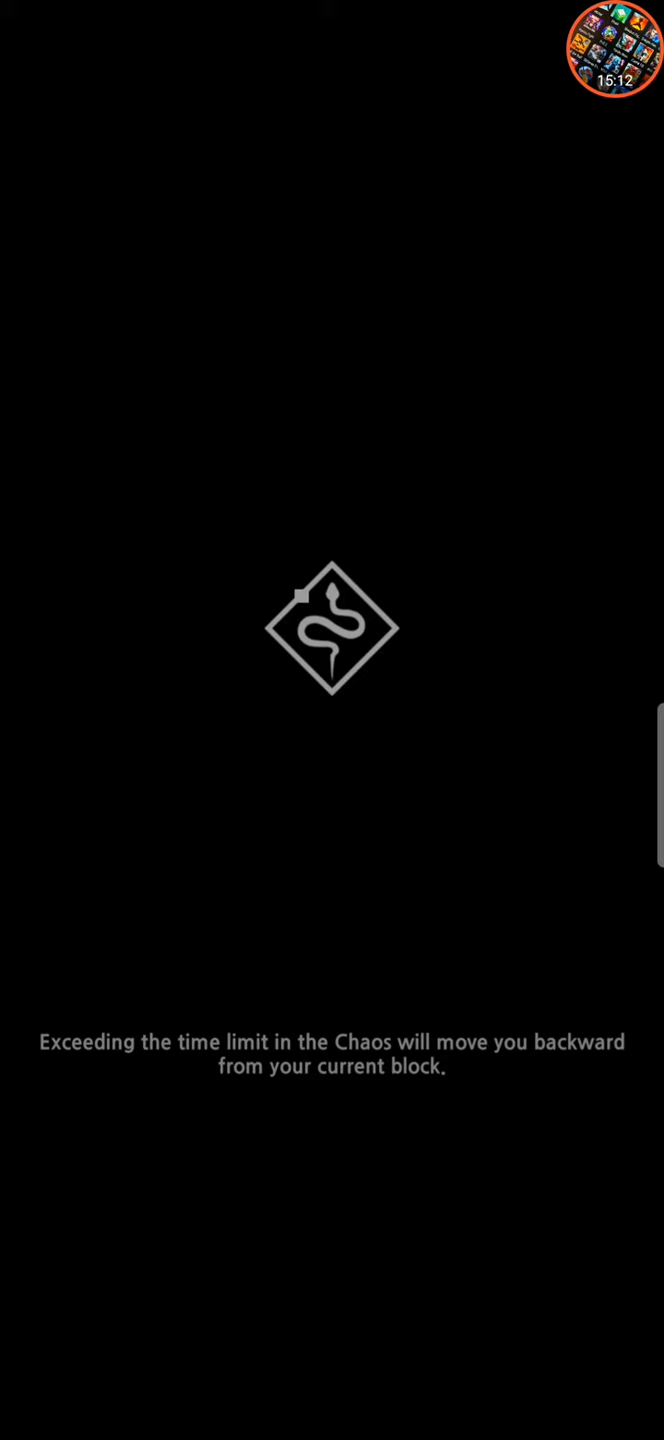 15:12
Exceeding the time limit in the Chaos will move you backward
from your current block.